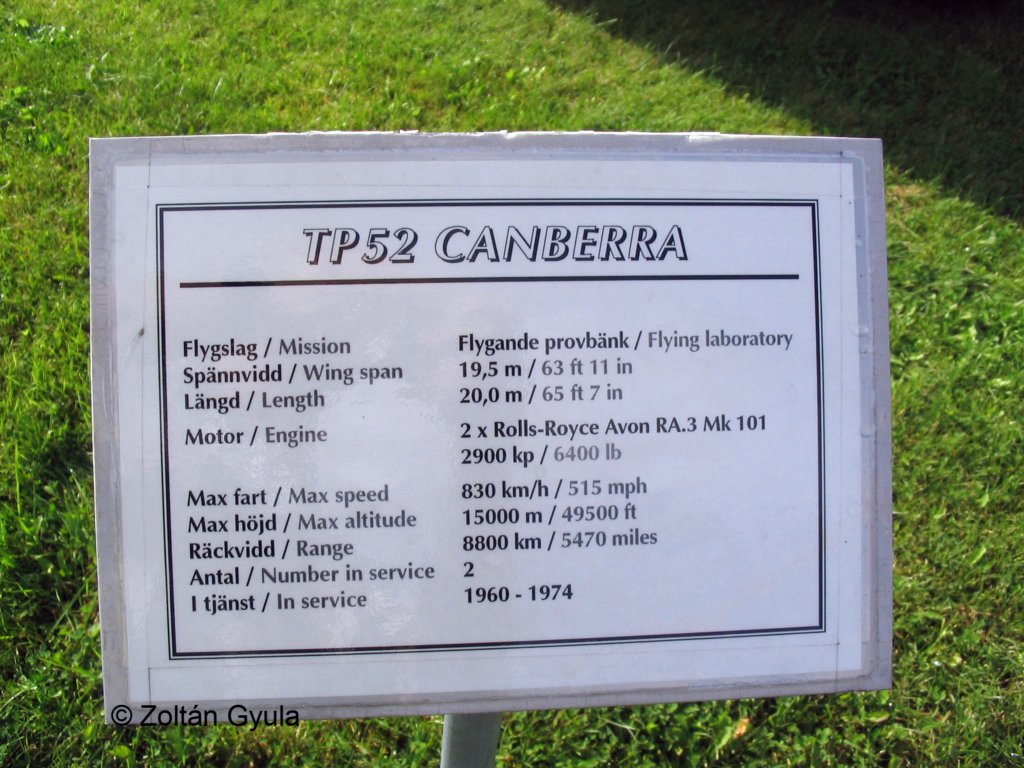 TP52 CANBERRA
Flygslag / Mission Flygande provbänk / Flying laboratory
Spännvidd / Wing span 19,5 m / 63 ft 11 in
Längd / Length 20,0 m / 65 ft 7 in
Motor / Engine 2 x Rolls-Royce Avon RA.3 Mk 101
2900 kp / 6400 lb
Max fart / Max speed 830 km/h / 515 mph
Max höjd / Max altitude 15000 m / 49500 ft
Räckvidd / Range 8800 km / 5470 miles
Antal / Number in service 2
I tjänst / In service 1960 - 1974
© Zoltán Gyula